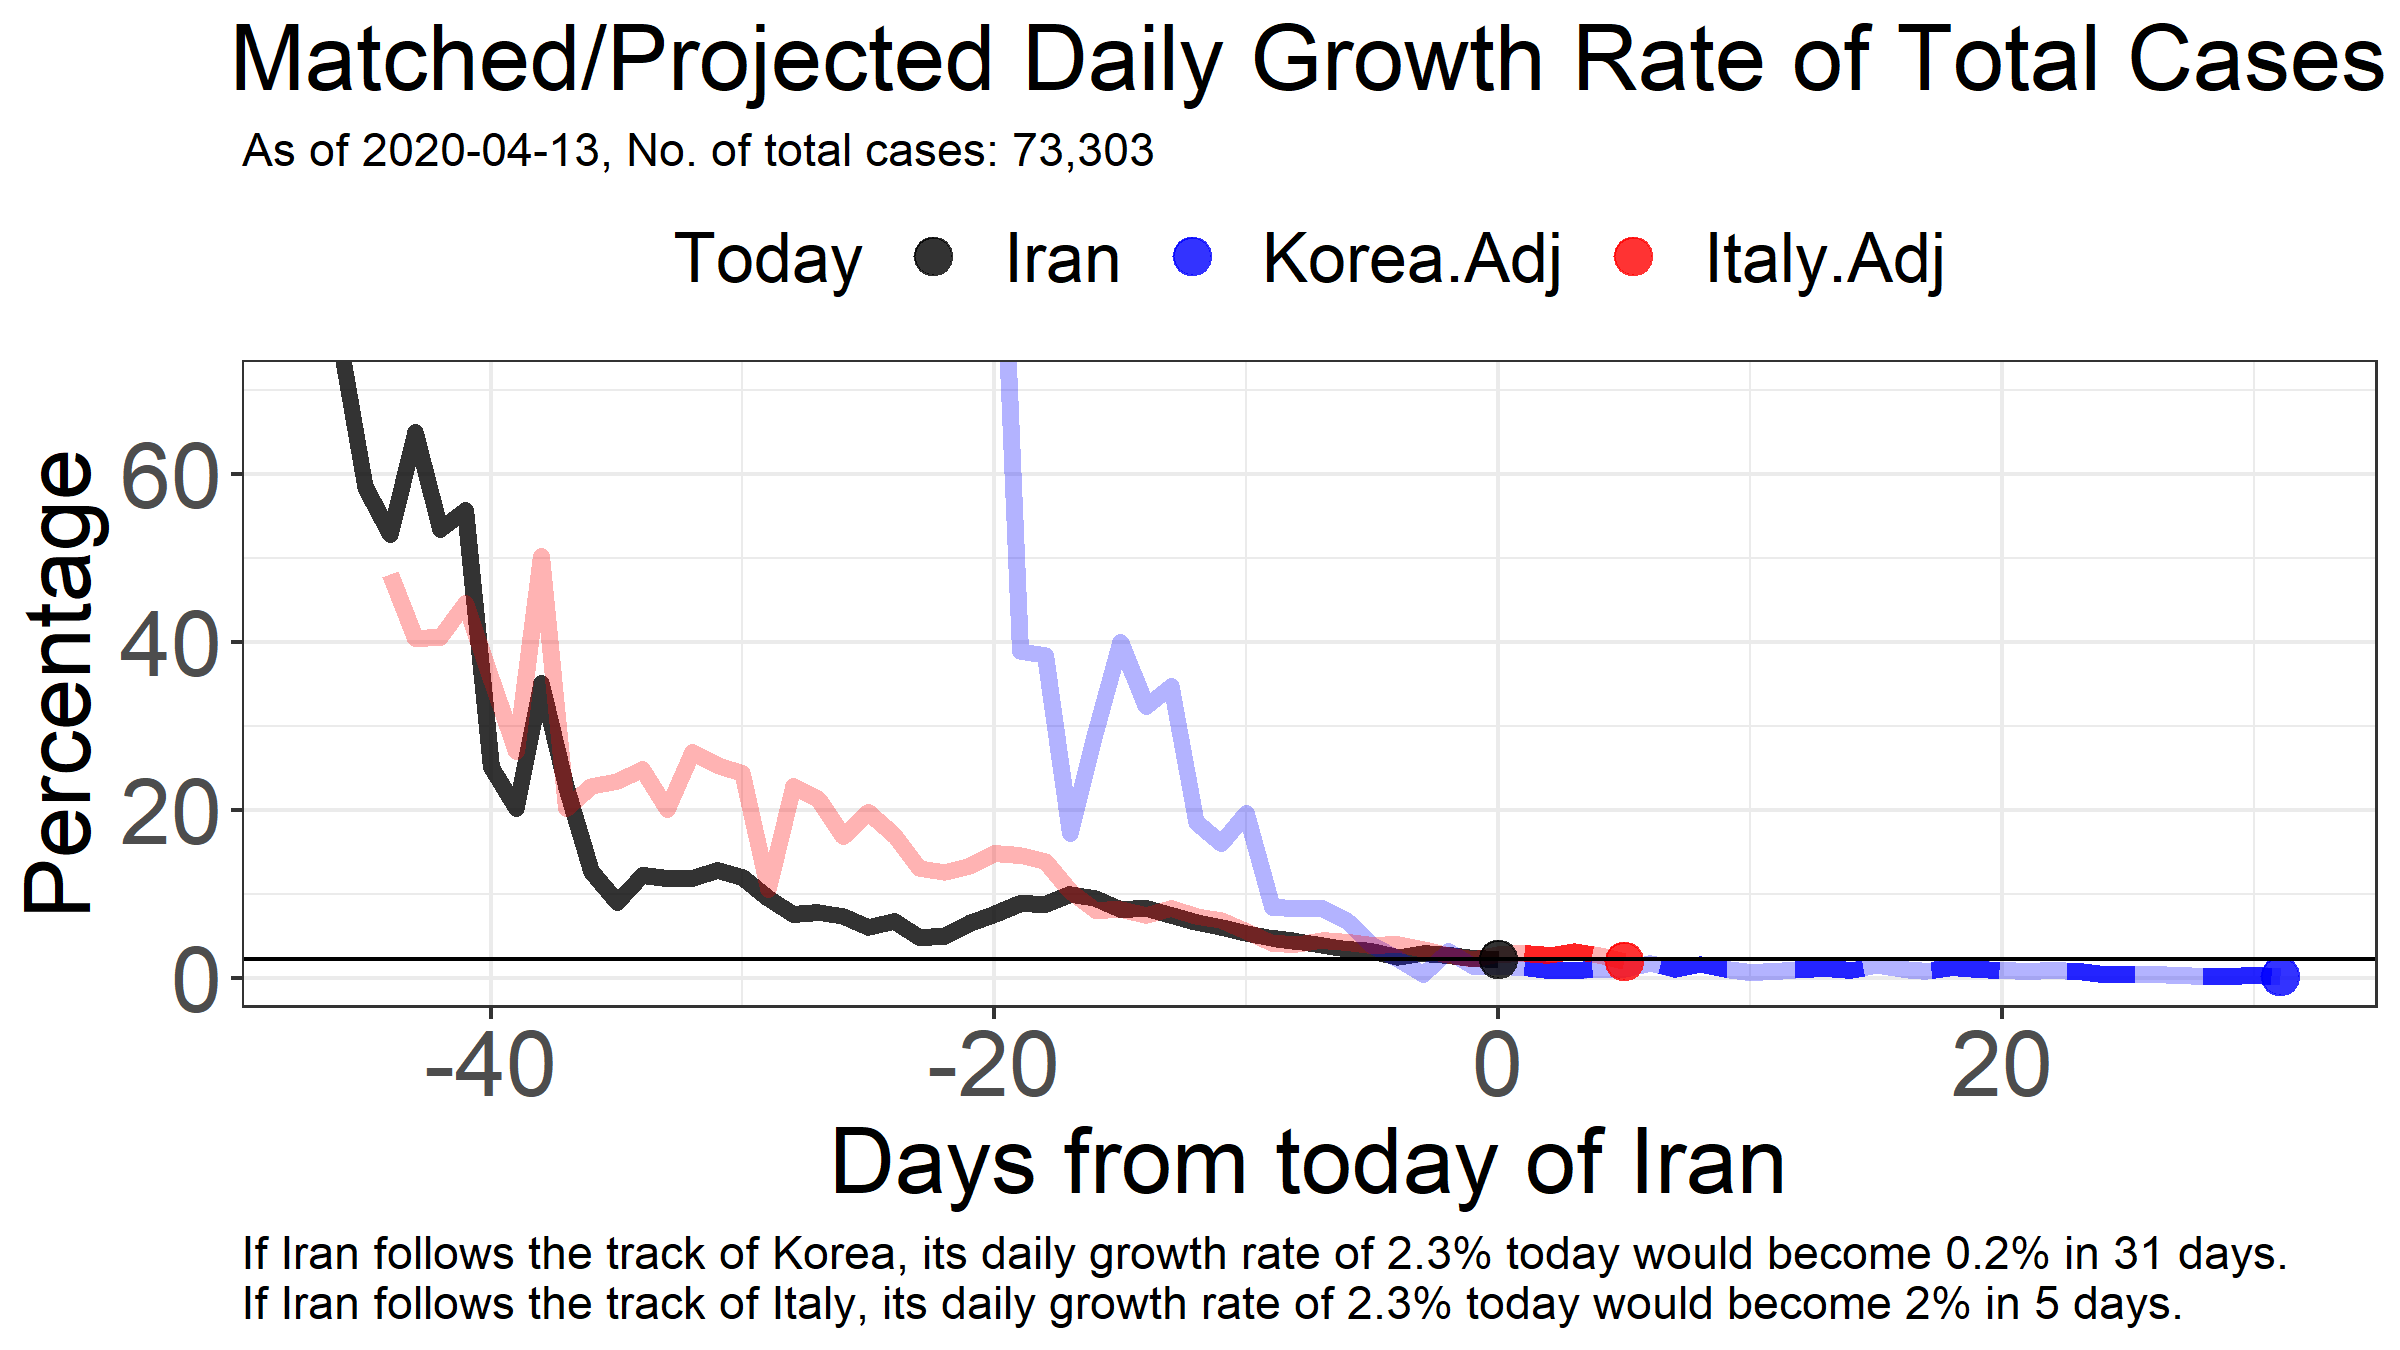 Matched/Projected Daily Growth Rate of Total Cases
As of 2020-04-13, No. of total cases: 73,303
Today Iran Korea.Adj Italy.Adj
Percentage
60
40
20
0
-40 -20 0 20
Days from today of Iran
If Iran follows the track of Korea, its daily growth rate of 2.3% today would become 0.2% in 31 days.
If Iran follows the track of Italy, its daily growth rate of 2.3% today would become 2% in 5 days.